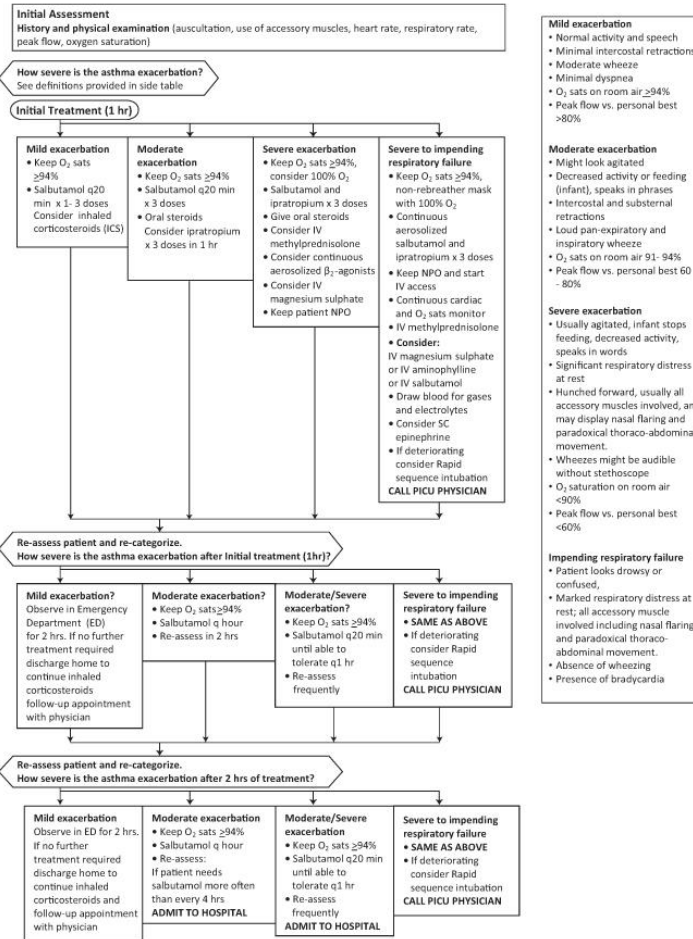 Initial Assessment
History and physical examination (auscultation, use of accessory muscles, heart rate, respiratory rate,
peak flow, oxygen saturation)
How severe is the asthma exacerbation?
See definitions provided in side table
Initial Treatment (1 hr)
Mild exacerbation
• Keep O₂ sats
≥94%
• Salbutamol q20
min x 1- 3 doses
Consider inhaled
corticosteroids (ICS)
Moderate
exacerbation
• Keep O₂ sats ≥94%
• Salbutamol q20 min
x 3 doses
• Oral steroids
Consider ipratropium
x 3 doses in 1 hr
Severe exacerbation
• Keep O₂ sats ≥94%,
consider 100% O₂
• Salbutamol and
ipratropium x 3 doses
• Give oral steroids
• Consider IV
methylprednisolone
• Consider continuous
aerosolized β₂-agonists
• Consider IV
magnesium sulphate
• Keep patient NPO
Severe to impending
respiratory failure
• Keep O₂ sats ≥94%,
non-rebreather mask
with 100% O₂
• Continuous
aerosolized
salbutamol and
ipratropium x 3 doses
• Keep NPO and start
IV access
• Continuous cardiac
and O₂ sats monitor
• IV methylprednisolone
• Consider:
IV magnesium sulphate
or IV aminophylline
or IV salbutamol
• Draw blood for gases
and electrolytes
• Consider SC
epinephrine
• If deteriorating
consider Rapid
sequence intubation
CALL PICU PHYSICIAN
Re-assess patient and re-categorize.
How severe is the asthma exacerbation after Initial treatment (1hr)?
Mild exacerbation?
Observe in Emergency
Department (ED)
for 2 hrs. If no further
treatment required
discharge home to
continue inhaled
corticosteroids
follow-up appointment
with physician
Moderate exacerbation?
• Keep O₂ sats≥94%
• Salbutamol q hour
• Re-assess in 2 hrs
Moderate/Severe
exacerbation?
• Keep O₂ sats ≥94%
• Salbutamol q20 min
until able to
tolerate q1 hr
• Re-assess
frequently
Severe to impending
respiratory failure
• SAME AS ABOVE
• If deteriorating
consider Rapid
sequence
intubation
CALL PICU PHYSICIAN
Re-assess patient and re-categorize.
How severe is the asthma exacerbation after 2 hrs of treatment?
Mild exacerbation
Observe in ED for 2 hrs.
If no further
treatment required
discharge home to
continue inhaled
corticosteroids and
follow-up appointment
with physician
Moderate exacerbation
• Keep O₂ sats ≥94%
• Salbutamol q hour
• Re-assess:
If patient needs
salbutamol more often
than every 4 hrs
ADMIT TO HOSPITAL
Moderate/Severe
exacerbation
• Keep O₂ sats ≥94%
• Salbutamol q20 min
until able to
tolerate q1 hr
• Re-assess
frequently
ADMIT TO HOSPITAL
Severe to impending
respiratory failure
• SAME AS ABOVE
• If deteriorating
consider Rapid
sequence intubation
CALL PICU PHYSICIAN
Mild exacerbation
• Normal activity and speech
• Minimal intercostal retractions
• Moderate wheeze
• Minimal dyspnea
• O₂ sats on room air ≥94%
• Peak flow vs. personal best
>80%
Moderate exacerbation
• Might look agitated
• Decreased activity or feeding
(infant), speaks in phrases
• Intercostal and substernal
retractions
• Loud pan-expiratory and
inspiratory wheeze
• O₂ sats on room air 91- 94%
• Peak flow vs. personal best 60
- 80%
Severe exacerbation
• Usually agitated, infant stops
feeding, decreased activity,
speaks in words
• Significant respiratory distress
at rest
• Hunched forward, usually all
accessory muscles involved,
may display nasal flaring and
paradoxical thoraco-abdominal
movement.
• Wheezes might be audible
without stethoscope
• O₂ saturation on room air
<90%
• Peak flow vs. personal best
<60%
Impending respiratory failure
• Patient looks drowsy or
confused,
• Marked respiratory distress at
rest; all accessory muscle
involved including nasal flaring
and paradoxical thoraco-
abdominal movement.
• Absence of wheezing
• Presence of bradycardia